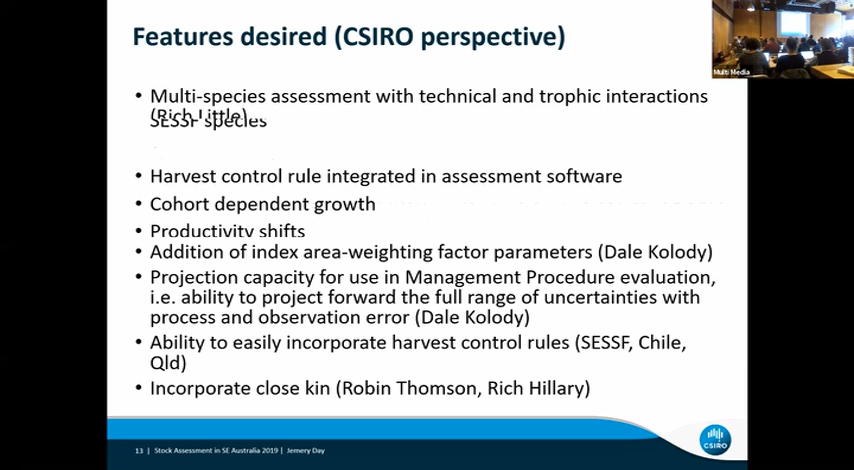 Features desired (CSIRO perspective)
Multi Media
• Multi-species assessment with technical and trophic interactions
(Rich Little)
SESSF species
• Harvest control rule integrated in assessment software
• Cohort dependent growth
• Productivity shifts
• Addition of index area-weighting factor parameters (Dale Kolody)
• Projection capacity for use in Management Procedure evaluation,
i.e. ability to project forward the full range of uncertainties with
process and observation error (Dale Kolody)
• Ability to easily incorporate harvest control rules (SESSF, Chile,
Qld)
• Incorporate close kin (Robin Thomson, Rich Hillary)
13 | Stock Assessment in SE Australia 2019 | Jemery Day
CSIRO